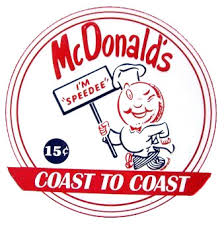 McDonald's
I'M
"SPEEDEE"
15¢
COAST TO COAST